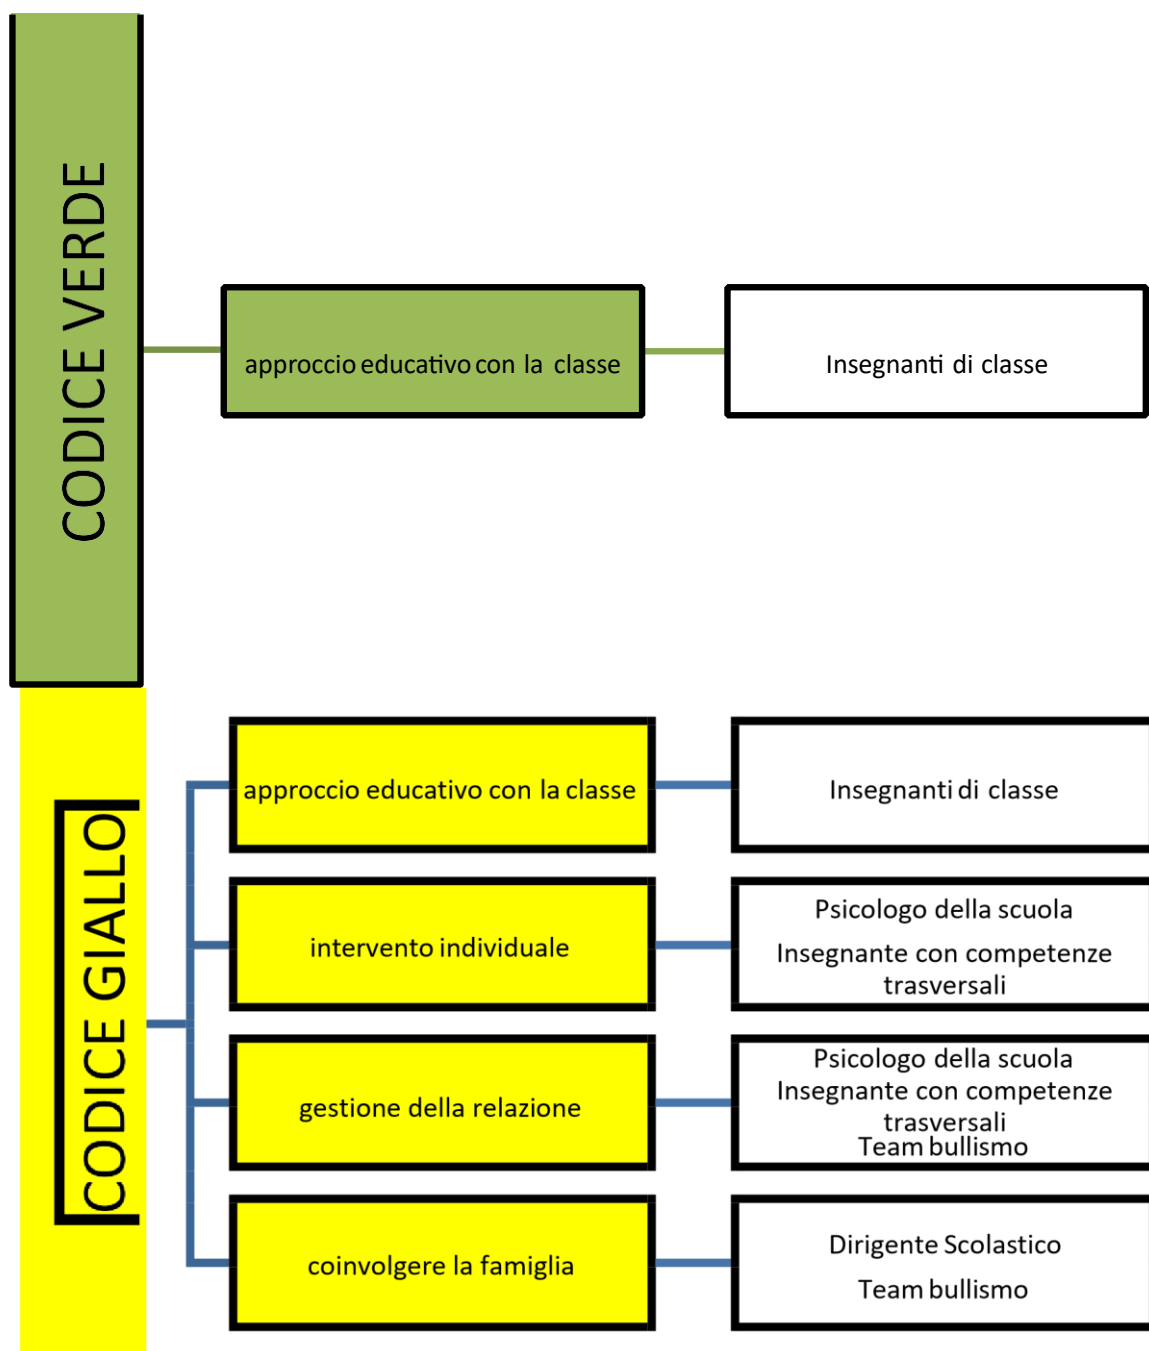 CODICE VERDE
approccio educativo con la classe
Insegnanti di classe
CODICE GIALLO
approccio educativo con la classe
Insegnanti di classe
intervento individuale
Psicologo della scuola
Insegnante con competenze
trasversali
gestione della relazione
Psicologo della scuola
Insegnante con competenze
trasversali
Team bullismo
coinvolgere la famiglia
Dirigente Scolastico
Team bullismo